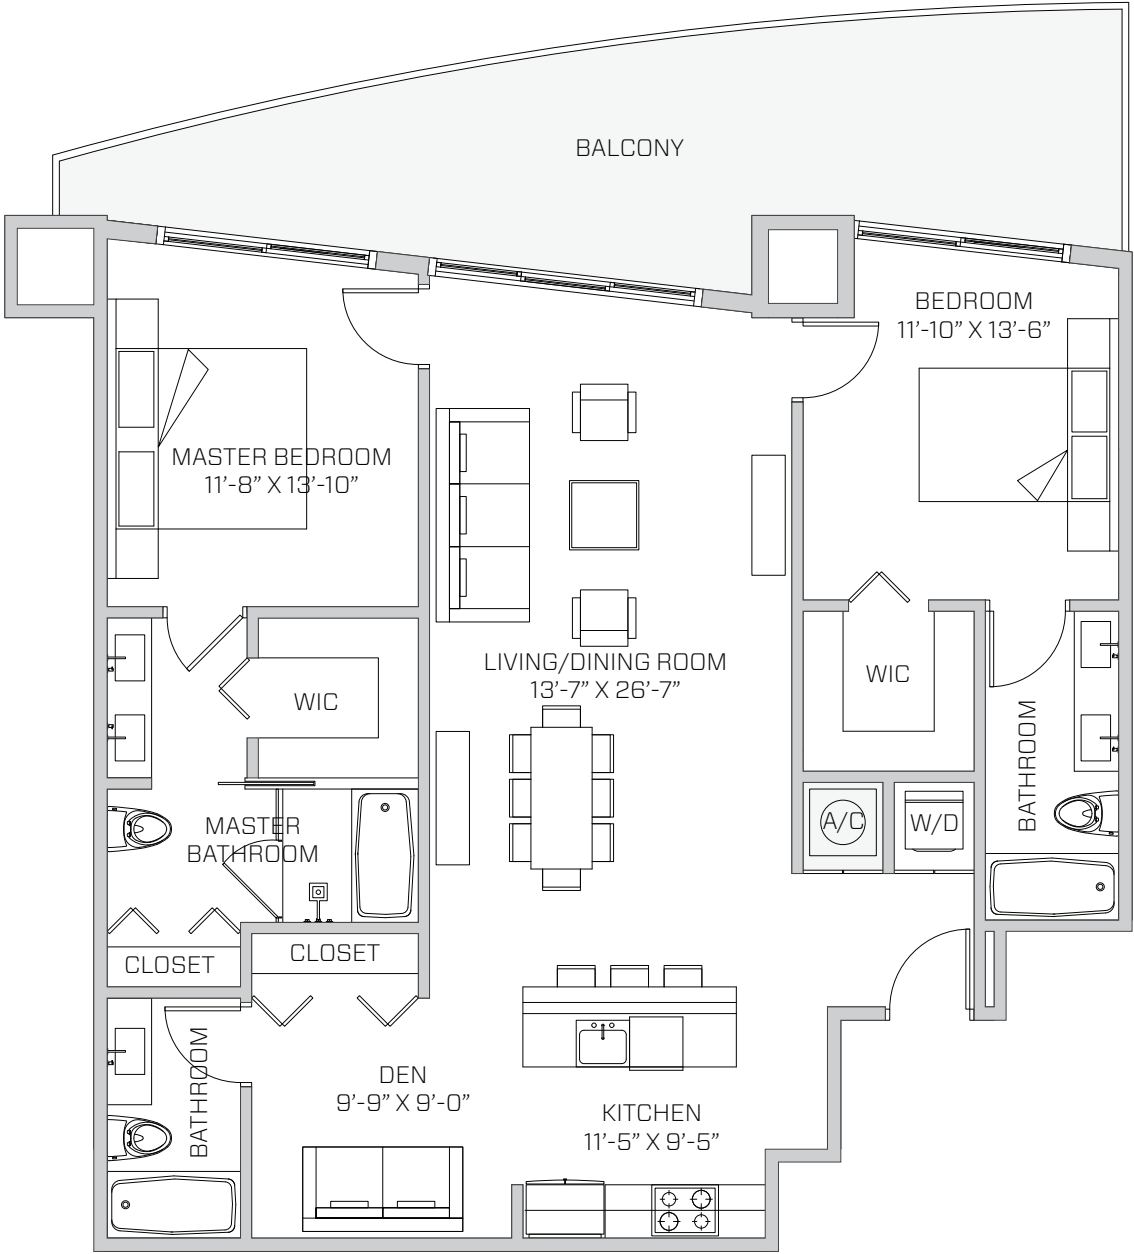 BALCONY
BEDROOM
11'-10" X 13'-6"
MASTER BEDROOM
11'-8" X 13'-10"
LIVING/DINING ROOM
13'-7" X 26'-7"
WIC
WIC
BATHROOM
A/C
W/D
MASTER
BATHROOM
CLOSET
CLOSET
BATHROOM
DEN
9'-9" X 9'-0"
KITCHEN
11'-5" X 9'-5"